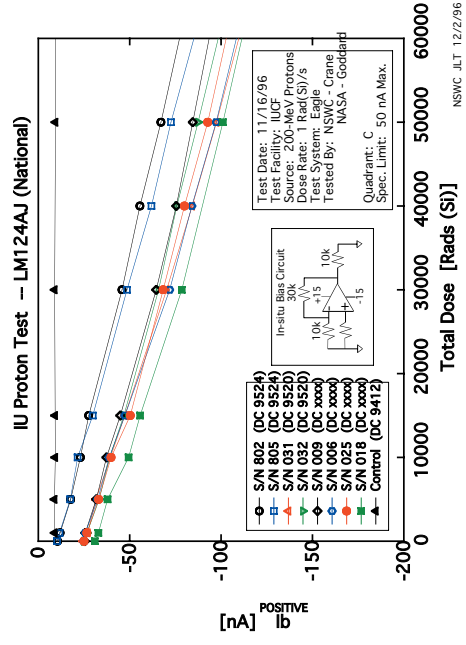 IU Proton Test -- LM124AJ (National)
0
-50
-100
-150
-200
[nA] Ib POSITIVE
0
10000
20000
30000
40000
50000
60000
Total Dose [Rads (Si)]
S/N 802 (DC 9524)
S/N 805 (DC 9524)
S/N 031 (DC 9520)
S/N 032 (DC 9520)
S/N 009 (DC xxxx)
S/N 006 (DC xxxx)
S/N 025 (DC xxxx)
S/N 018 (DC xxxx)
Control (DC 9412)
In-situ Bias Circuit
30k
10k
+15
-15
10k
Test Date: 11/16/96
Test Facility: IUCF
Source: 200-MeV Protons
Dose Rate: 1 Rad(Si)/s
Test System: Eagle
Tested By: NSWC - Crane
NASA - Goddard
Quadrant: C
Spec. Limit: 50 nA Max.
NSWC JLT 12/2/96